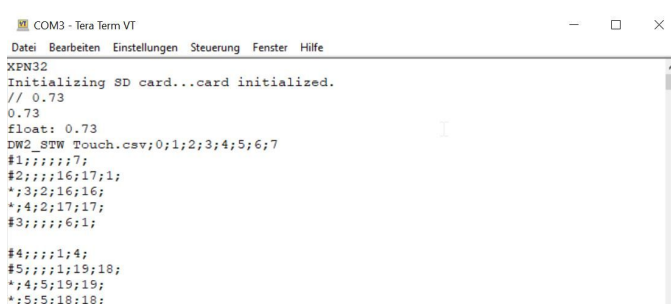 COM3 - Tera Term VT
Datei Bearbeiten Einstellungen Steuerung Fenster Hilfe
XPN32
Initializing SD card...card initialized.
// 0.73
0.73
float: 0.73
DW2_STW Touch.csv;0;1;2;3;4;5;6;7
#1;;;;;;7;
#2;;;;16;17;1;
*;3;2;16;16;
*;4;2;17;17;
#3;;;;;6;1;
#4;;;;1;4;
#5;;;;1;19;18;
*;4;5;19;19;
*;5;5;18;18;